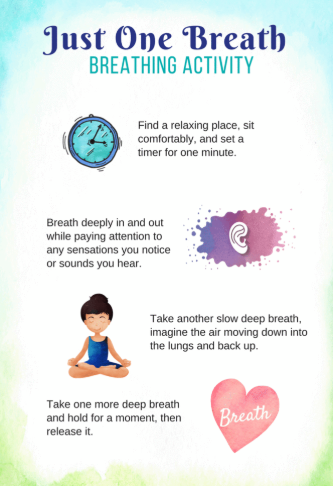 Just One Breath
BREATHING ACTIVITY
Find a relaxing place, sit
comfortably, and set a
timer for one minute.
Breath deeply in and out
while paying attention to
any sensations you notice
or sounds you hear.
Take another slow deep breath,
imagine the air moving down into
the lungs and back up.
Take one more deep breath
and hold for a moment, then
release it.
Breath